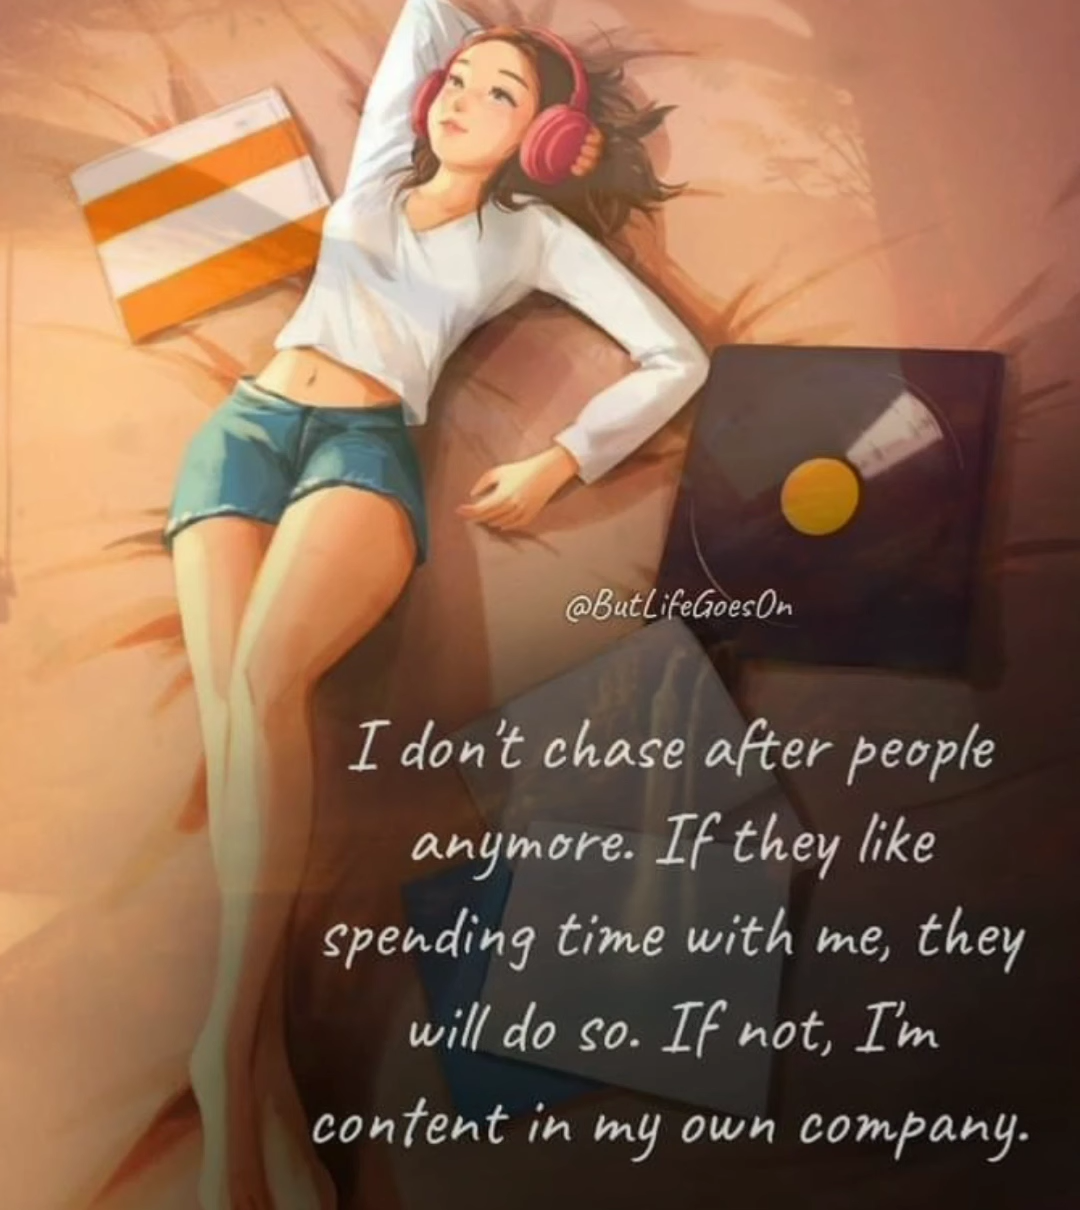 @ButLifeGoesOn
I don't chase after people
anymore. If they like
spending time with me, they
will do so. If not, I'm
content in my own company.